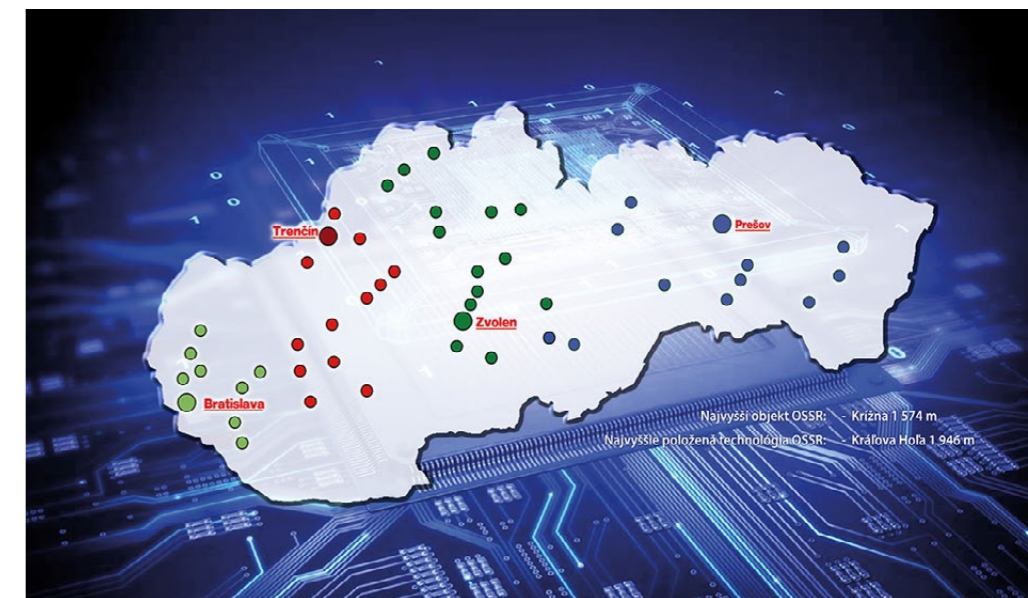 Trenčín
Prešov
Zvolen
Bratislava
Najvyšší objekt OSSR: - Krížna 1 574 m
Najvyššie položená technológia OSSR: - Kráľova Hoľa 1 946 m